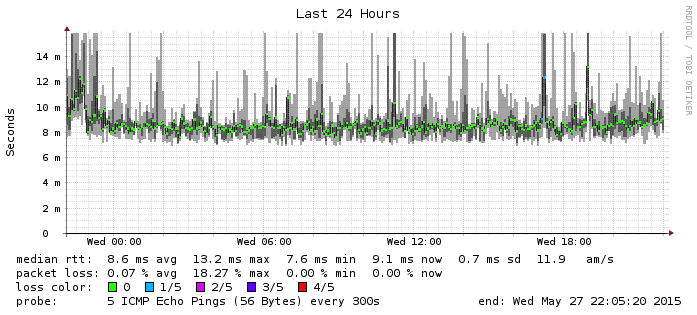 Last 24 Hours
RRDTOOL / TOBI OETIKER
Seconds
14 m
12 m
10 m
8 m
6 m
4 m
2 m
0
Wed 00:00 Wed 06:00 Wed 12:00 Wed 18:00
median rtt: 8.6 ms avg 13.2 ms max 7.6 ms min 9.1 ms now 0.7 ms sd 11.9 am/s
packet loss: 0.07 % avg 18.27 % max 0.00 % min 0.00 % now
loss color: 0 1/5 2/5 3/5 4/5
probe: 5 ICMP Echo Pings (56 Bytes) every 300s end: Wed May 27 22:05:20 2015